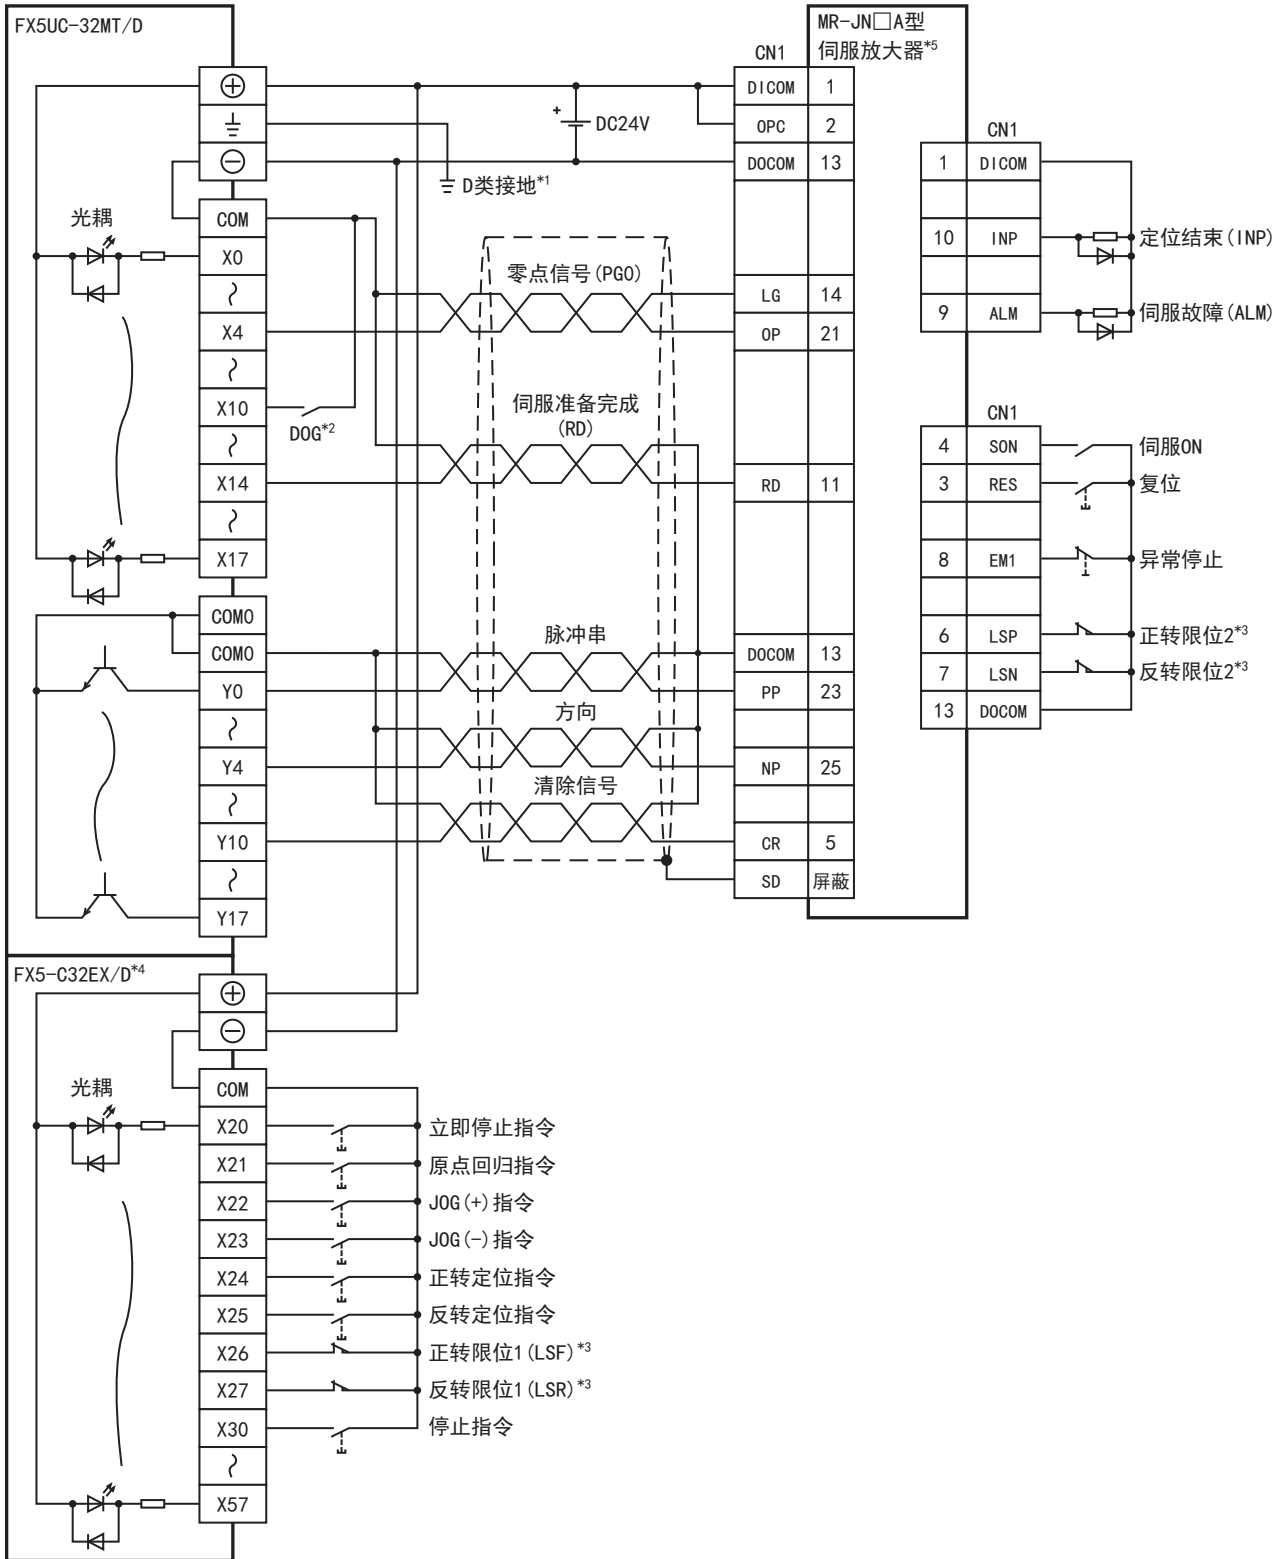 FX5UC-32MT/D
MR-JN□A型
伺服放大器*5
CN1
DICOM 1
OPC 2
DOCOM 13
DC24V
D类接地*1
光耦
COM
X0
X4
X10
X14
X17
DOG*2
零点信号(PG0)
LG 14
OP 21
伺服准备完成
(RD)
RD 11
COM0
COM0
Y0
Y4
Y10
Y17
脉冲串
方向
清除信号
DOCOM 13
PP 23
NP 25
CR 5
SD 屏蔽
CN1
1 DICOM
10 INP 定位结束(INP)
9 ALM 伺服故障(ALM)
CN1
4 SON 伺服ON
3 RES 复位
8 EM1 异常停止
6 LSP 正转限位2*3
7 LSN 反转限位2*3
13 DOCOM
FX5-C32EX/D*4
光耦
COM
X20 立即停止指令
X21 原点回归指令
X22 JOG(+)指令
X23 JOG(-)指令
X24 正转定位指令
X25 反转定位指令
X26 正转限位1(LSF)*3
X27 反转限位1(LSR)*3
X30 停止指令
X57